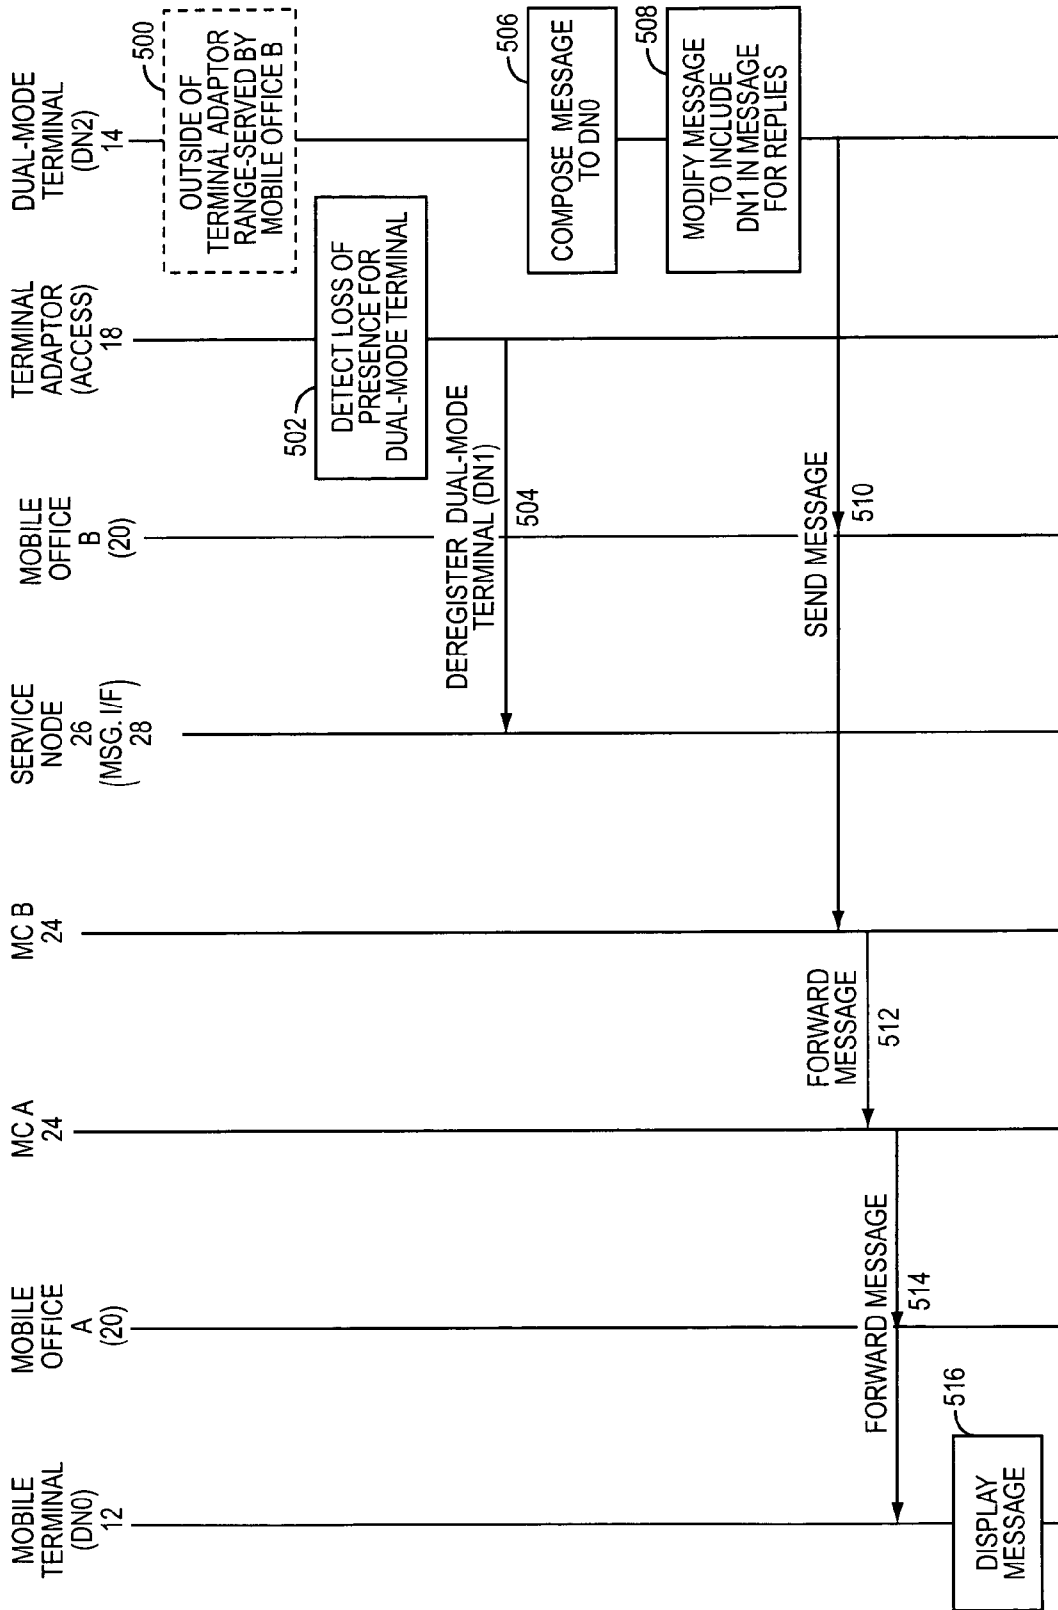 MOBILE
TERMINAL
(DN0)
12
MOBILE
OFFICE
A
(20)
MC A
24
MC B
24
SERVICE
NODE
26
(MSG. I/F)
28
MOBILE
OFFICE
B
(20)
TERMINAL
ADAPTOR
(ACCESS)
18
DUAL-MODE
TERMINAL
(DN2)
14
500
OUTSIDE OF
TERMINAL ADAPTOR
RANGE-SERVED BY
MOBILE OFFICE B
502
DETECT LOSS OF
PRESENCE FOR
DUAL-MODE TERMINAL
DEREGISTER DUAL-MODE
TERMINAL (DN1)
504
506
COMPOSE MESSAGE
TO DN0
508
MODIFY MESSAGE
TO INCLUDE
DN1 IN MESSAGE
FOR REPLIES
SEND MESSAGE
510
FORWARD
MESSAGE
512
FORWARD MESSAGE
514
516
DISPLAY
MESSAGE